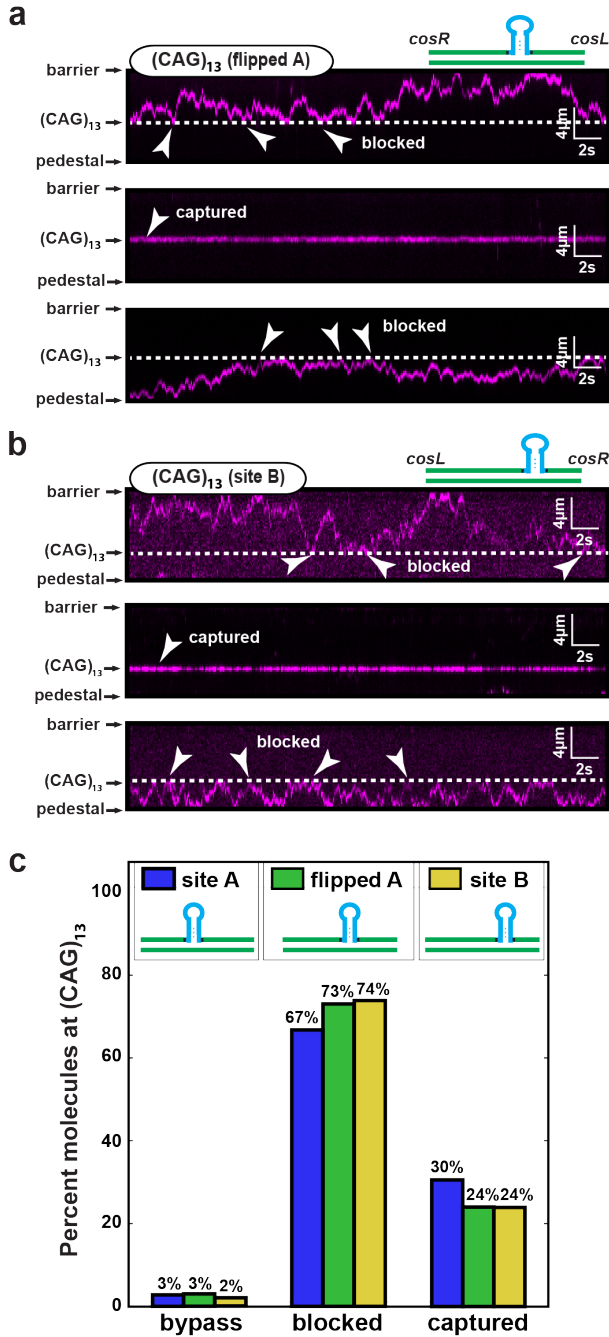 a
(CAG)13 (flipped A)
cosR cosL
barrier
(CAG)13
pedestal
blocked
4μm
2s
barrier
(CAG)13
pedestal
captured
4μm
2s
barrier
(CAG)13
pedestal
blocked
4μm
2s
b
(CAG)13 (site B)
cosL cosR
barrier
(CAG)13
pedestal
blocked
4μm
2s
barrier
(CAG)13
pedestal
captured
4μm
2s
barrier
(CAG)13
pedestal
blocked
4μm
2s
c
site A flipped A site B
Percent molecules at (CAG)13
100
80
60
40
20
0
3% 3% 2%
67% 73% 74%
30% 24% 24%
bypass blocked captured